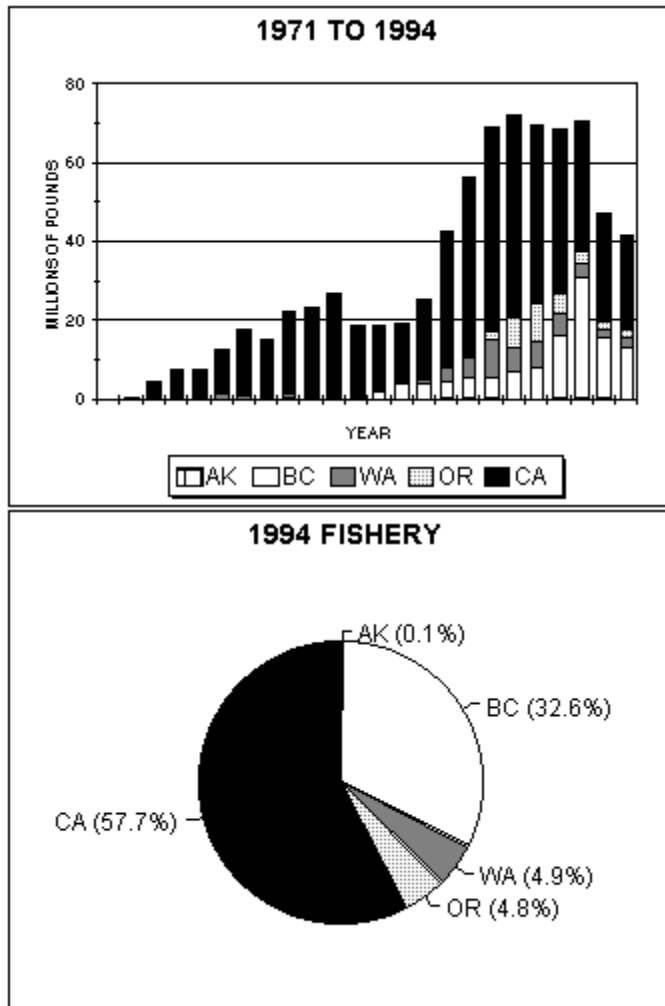 1971 TO 1994
80
60
40
20
0
MILLIONS OF POUNDS
YEAR
AK BC WA OR CA
1994 FISHERY
AK (0.1%)
BC (32.6%)
CA (57.7%)
WA (4.9%)
OR (4.8%)